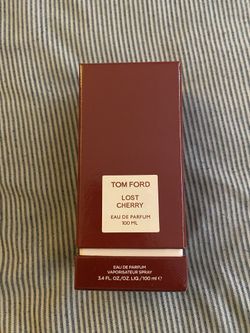 TOM FORD
LOST
CHERRY
EAU DE PARFUM
100 ML
EAU DE PARFUM
VAPORISATEUR SPRAY
3.4 FL. OZ./OZ. LIQ./100 ml ℮